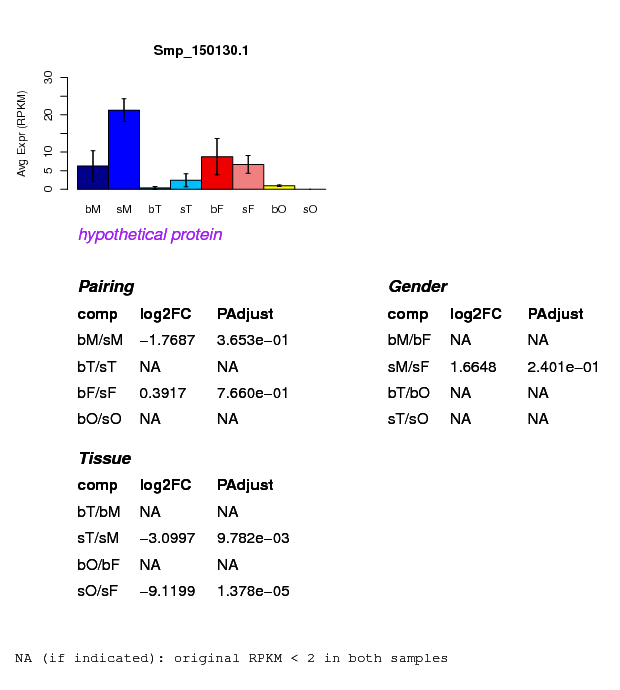 Smp_150130.1
Avg Expr (RPKM)
0 5 10 20 30
bM sM bT sT bF sF bO sO
hypothetical protein
Pairing
comp log2FC PAdjust
bM/sM −1.7687 3.653e−01
bT/sT NA NA
bF/sF 0.3917 7.660e−01
bO/sO NA NA
Gender
comp log2FC PAdjust
bM/bF NA NA
sM/sF 1.6648 2.401e−01
bT/bO NA NA
sT/sO NA NA
Tissue
comp log2FC PAdjust
bT/bM NA NA
sT/sM −3.0997 9.782e−03
bO/bF NA NA
sO/sF −9.1199 1.378e−05
NA (if indicated): original RPKM < 2 in both samples